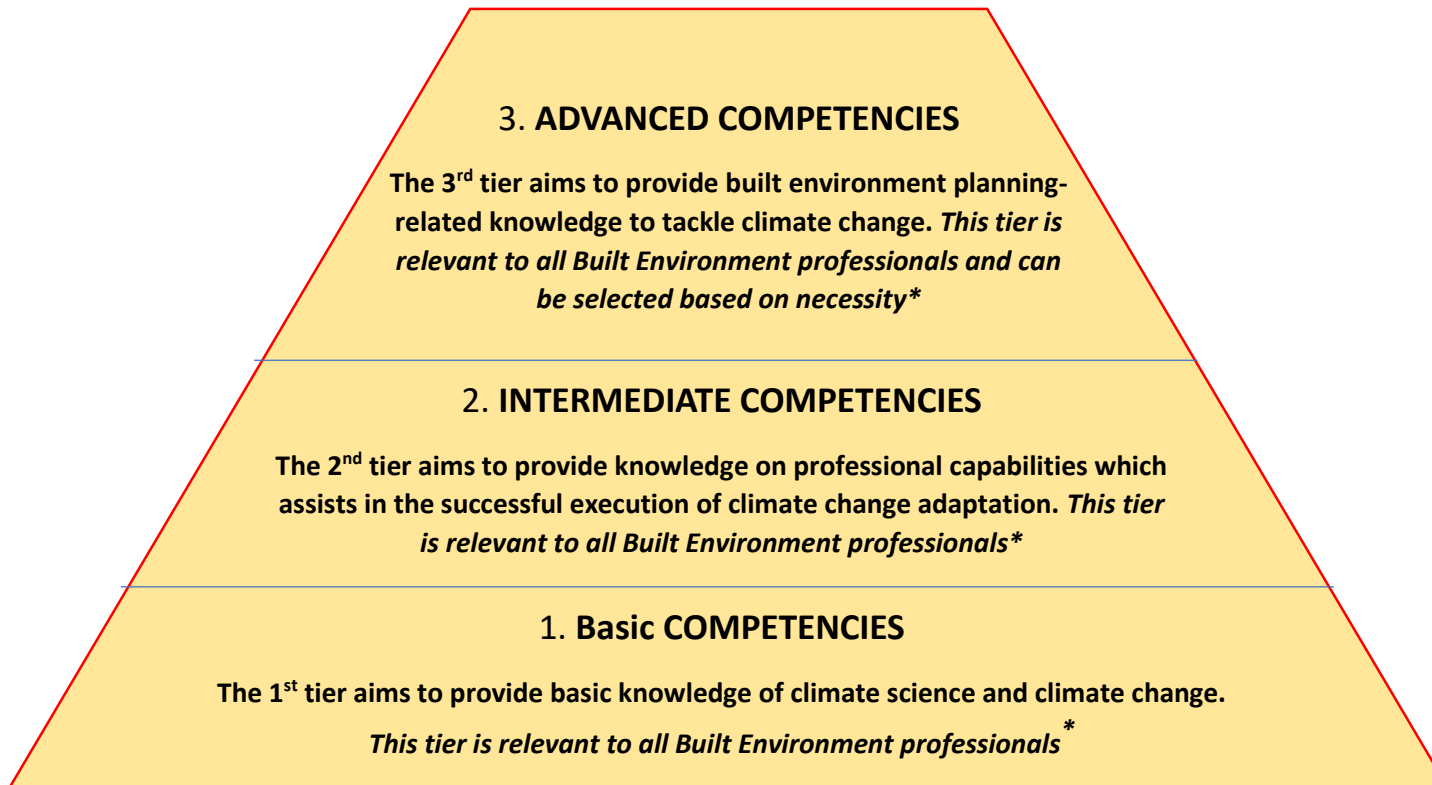 3. ADVANCED COMPETENCIES
The 3rd tier aims to provide built environment planning-
related knowledge to tackle climate change. This tier is
relevant to all Built Environment professionals and can
be selected based on necessity*
2. INTERMEDIATE COMPETENCIES
The 2nd tier aims to provide knowledge on professional capabilities which
assists in the successful execution of climate change adaptation. This tier
is relevant to all Built Environment professionals*
1. Basic COMPETENCIES
The 1st tier aims to provide basic knowledge of climate science and climate change.
This tier is relevant to all Built Environment professionals*